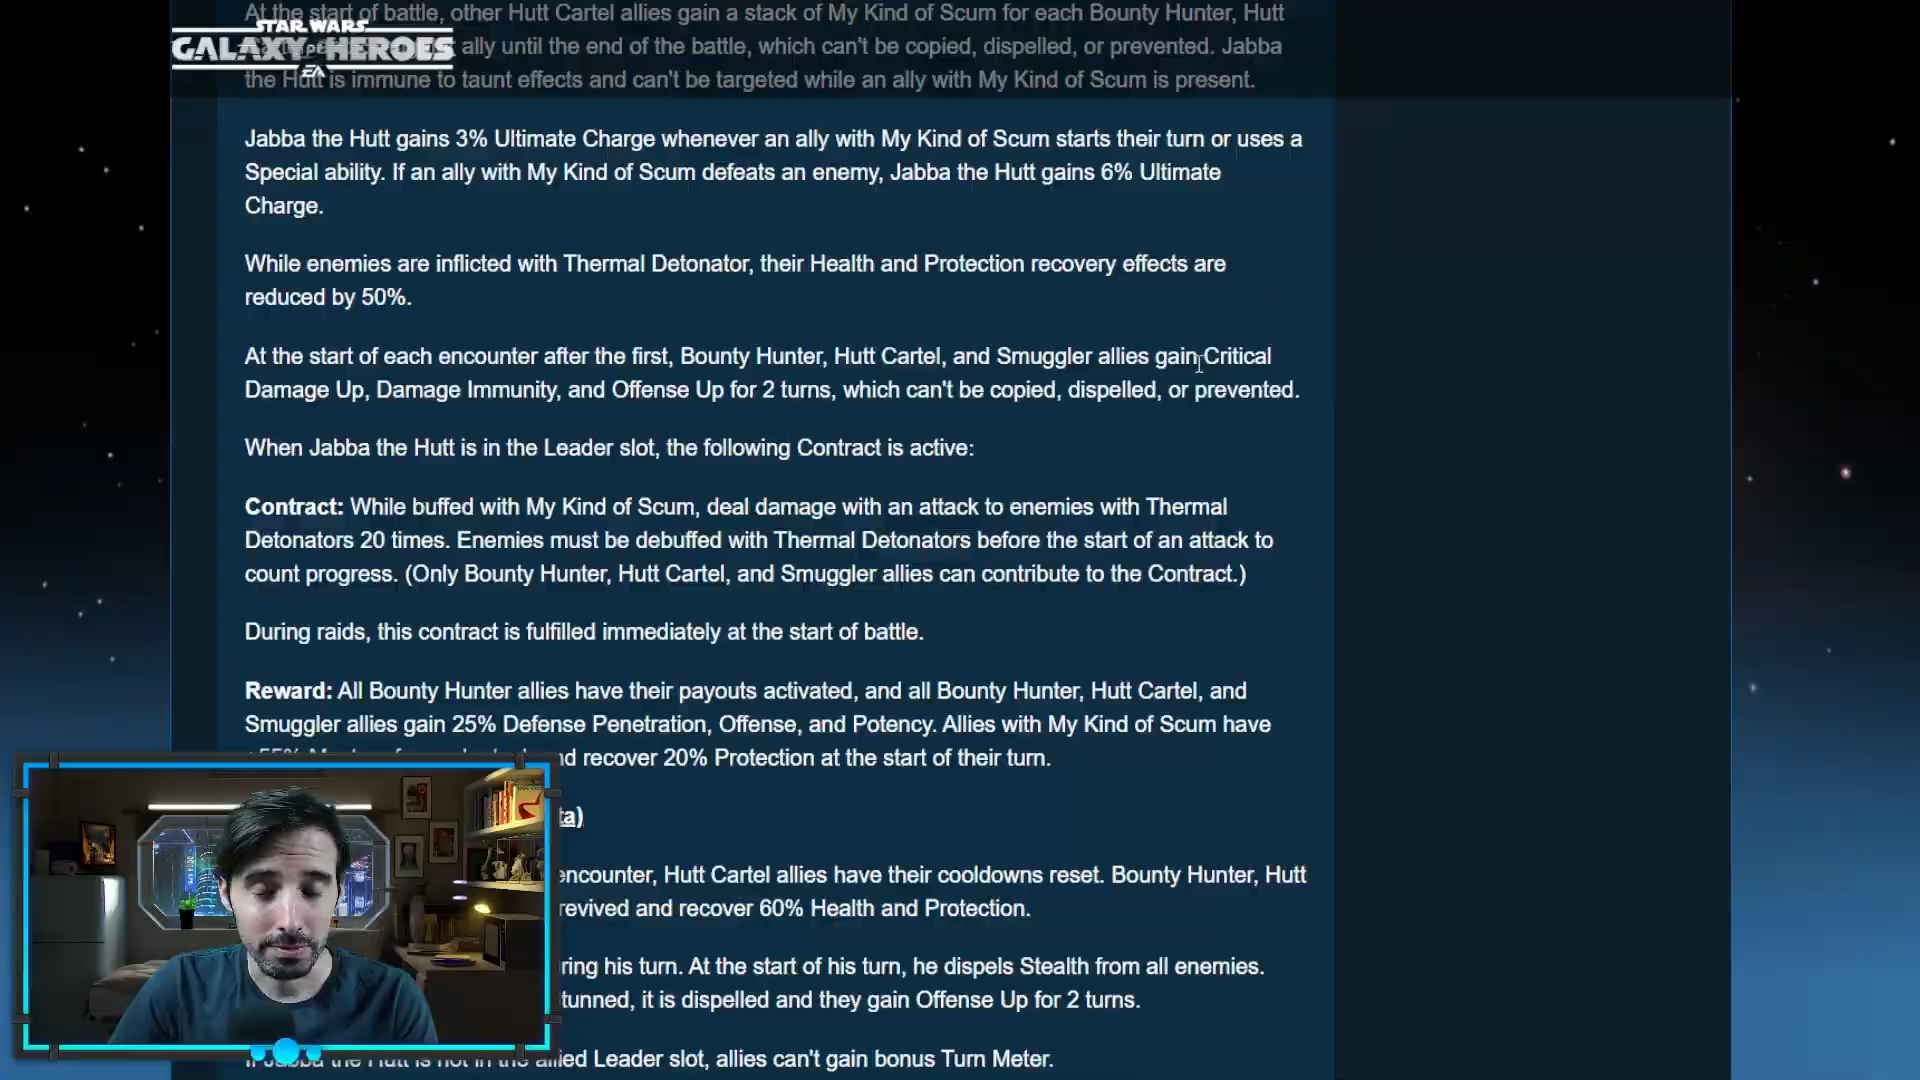 At the start of battle, other Hutt Cartel allies gain a stack of My Kind of Scum for each Bounty Hunter, Hutt
STAR WARS
GALAXY OF HEROES
EA
ally until the end of the battle, which can't be copied, dispelled, or prevented. Jabba
the Hutt is immune to taunt effects and can't be targeted while an ally with My Kind of Scum is present.
Jabba the Hutt gains 3% Ultimate Charge whenever an ally with My Kind of Scum starts their turn or uses a
Special ability. If an ally with My Kind of Scum defeats an enemy, Jabba the Hutt gains 6% Ultimate
Charge.
While enemies are inflicted with Thermal Detonator, their Health and Protection recovery effects are
reduced by 50%.
At the start of each encounter after the first, Bounty Hunter, Hutt Cartel, and Smuggler allies gain Critical
Damage Up, Damage Immunity, and Offense Up for 2 turns, which can't be copied, dispelled, or prevented.
When Jabba the Hutt is in the Leader slot, the following Contract is active:
Contract: While buffed with My Kind of Scum, deal damage with an attack to enemies with Thermal
Detonators 20 times. Enemies must be debuffed with Thermal Detonators before the start of an attack to
count progress. (Only Bounty Hunter, Hutt Cartel, and Smuggler allies can contribute to the Contract.)
During raids, this contract is fulfilled immediately at the start of battle.
Reward: All Bounty Hunter allies have their payouts activated, and all Bounty Hunter, Hutt Cartel, and
Smuggler allies gain 25% Defense Penetration, Offense, and Potency. Allies with My Kind of Scum have
nd recover 20% Protection at the start of their turn.
ta)
encounter, Hutt Cartel allies have their cooldowns reset. Bounty Hunter, Hutt
revived and recover 60% Health and Protection.
ring his turn. At the start of his turn, he dispels Stealth from all enemies.
tunned, it is dispelled and they gain Offense Up for 2 turns.
If Jabba the Hutt is not in the allied Leader slot, allies can't gain bonus Turn Meter.